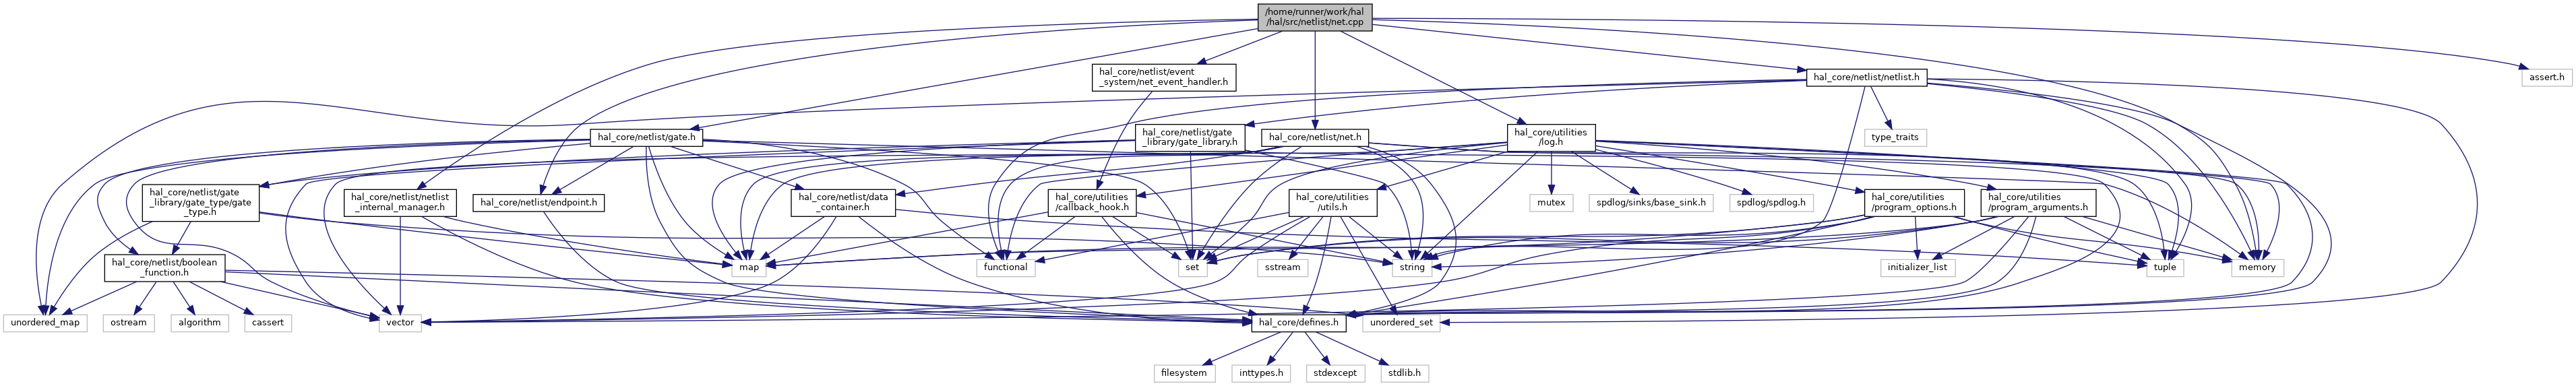 /home/runner/work/hal
/hal/src/netlist/net.cpp
hal_core/netlist/event
_system/net_event_handler.h
hal_core/netlist/netlist.h
assert.h
hal_core/netlist/gate.h
hal_core/netlist/gate
_library/gate_library.h
hal_core/netlist/net.h
hal_core/utilities
/log.h
type_traits
hal_core/netlist/gate
_library/gate_type/gate
_type.h
hal_core/netlist/netlist
_internal_manager.h
hal_core/netlist/endpoint.h
hal_core/netlist/data
_container.h
hal_core/utilities
/callback_hook.h
hal_core/utilities
/utils.h
mutex
spdlog/sinks/base_sink.h
spdlog/spdlog.h
hal_core/utilities
/program_options.h
hal_core/utilities
/program_arguments.h
hal_core/netlist/boolean
_function.h
map
functional
set
sstream
string
initializer_list
tuple
memory
unordered_map
ostream
algorithm
cassert
vector
hal_core/defines.h
unordered_set
filesystem
inttypes.h
stdexcept
stdlib.h